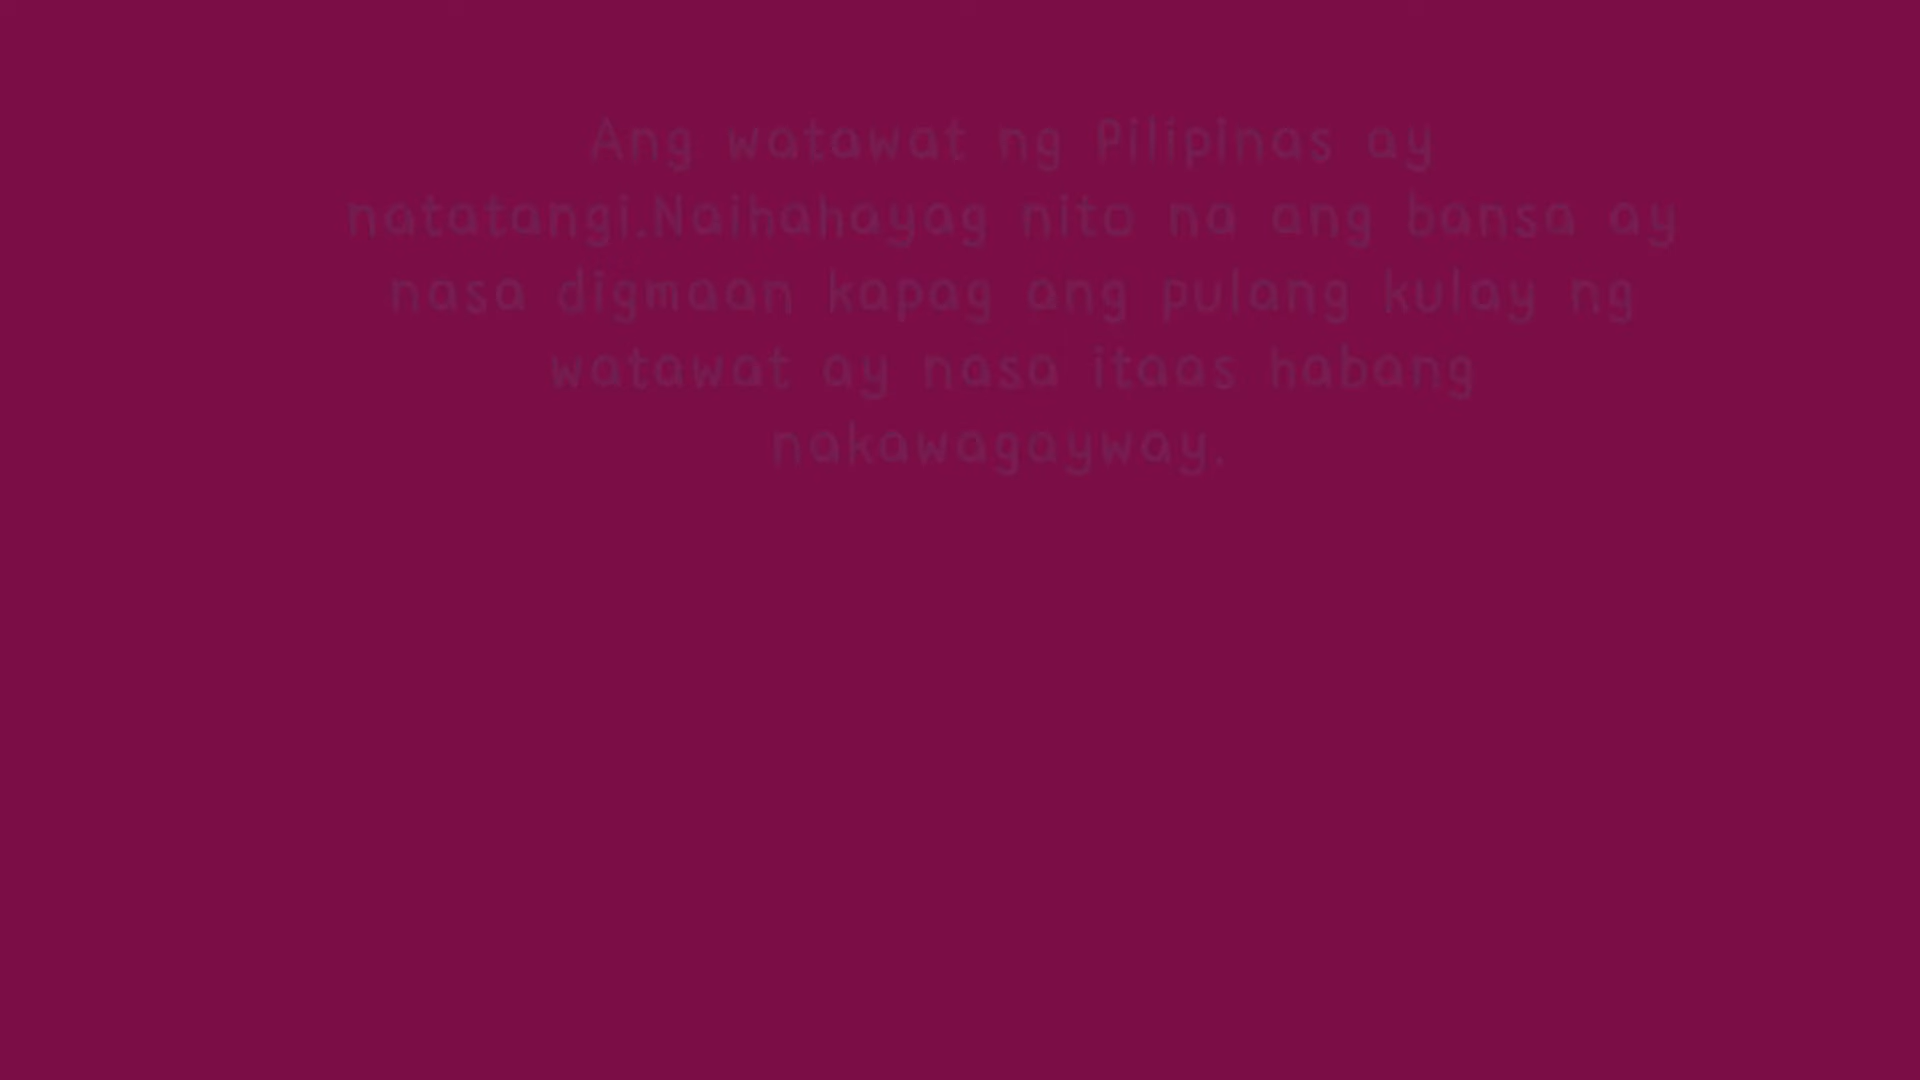 Ang watawat ng Pilipinas ay
natatangi.Naihahayag nito na ang bansa ay
nasa digmaan kapag ang pulang kulay ng
watawat ay nasa itaas habang
nakawagayway.